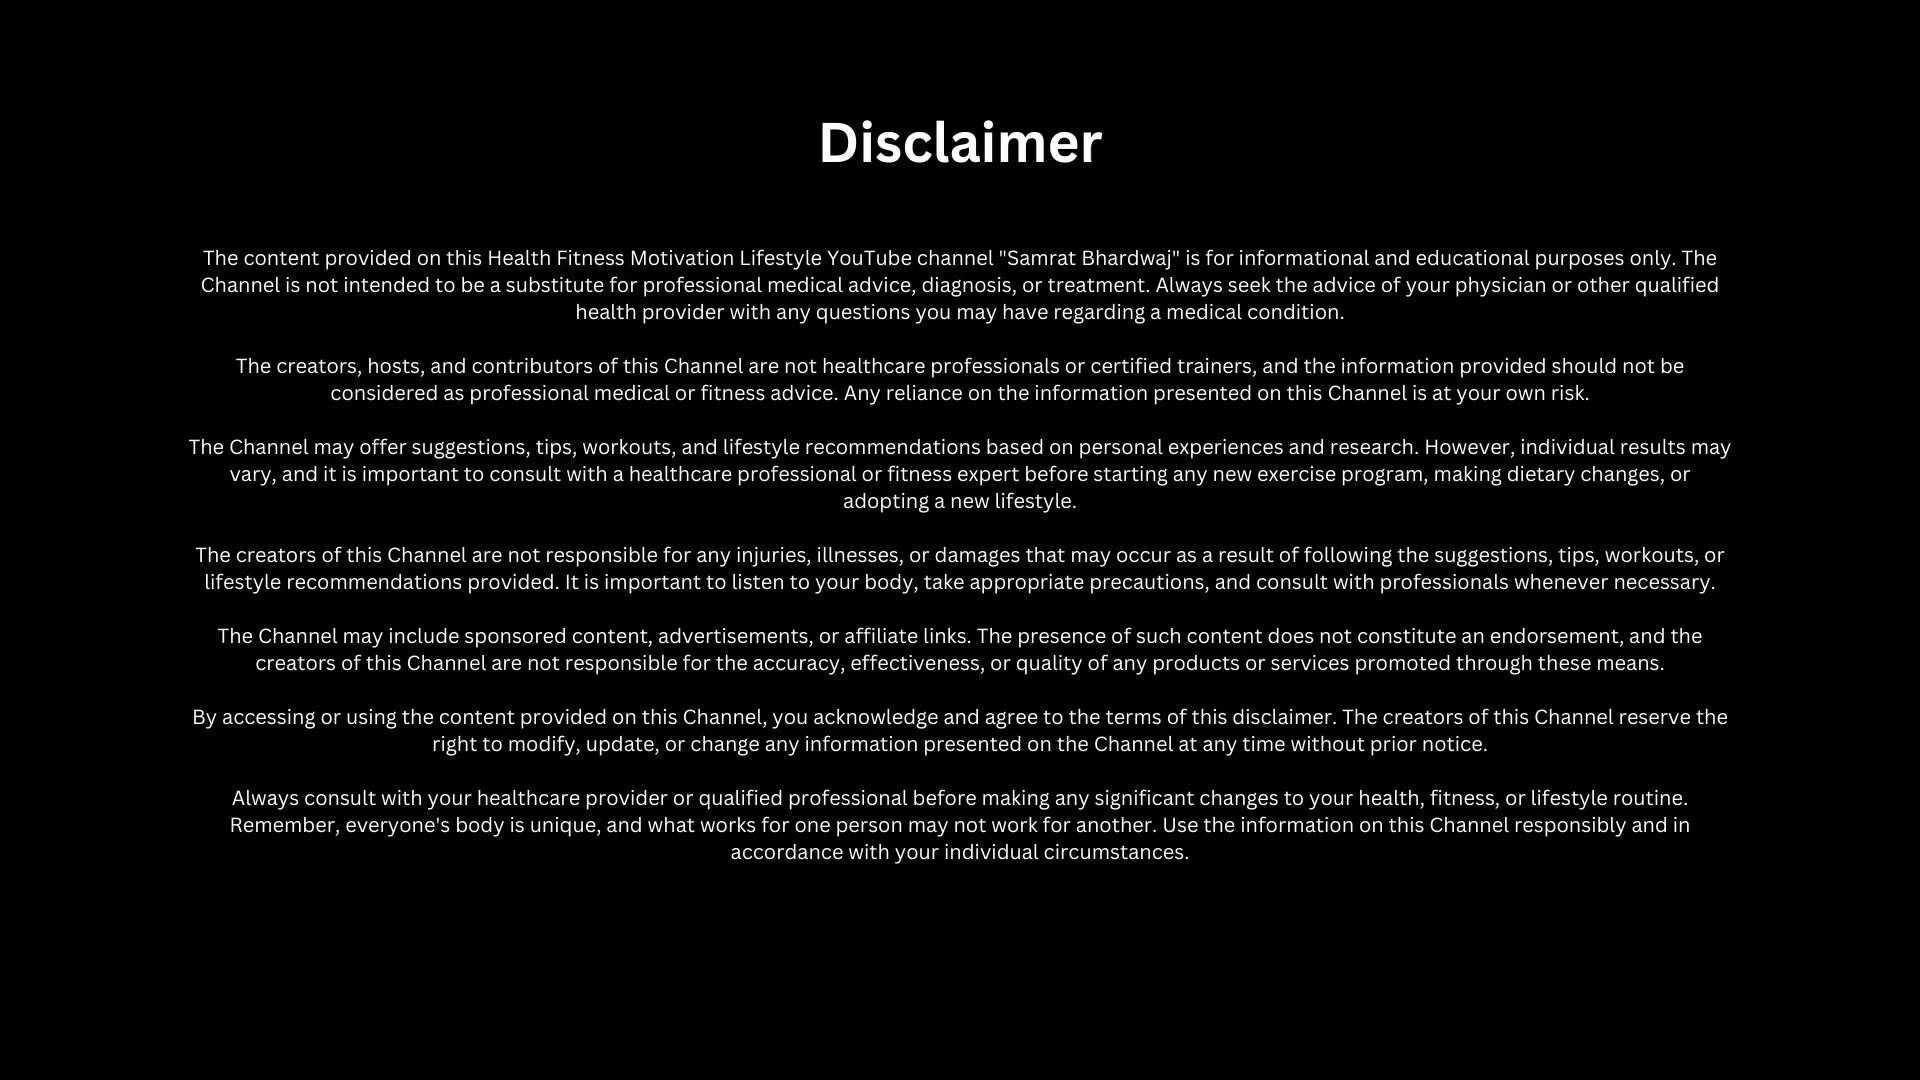 Disclaimer
The content provided on this Health Fitness Motivation Lifestyle YouTube channel "Samrat Bhardwaj" is for informational and educational purposes only. The
Channel is not intended to be a substitute for professional medical advice, diagnosis, or treatment. Always seek the advice of your physician or other qualified
health provider with any questions you may have regarding a medical condition.
The creators, hosts, and contributors of this Channel are not healthcare professionals or certified trainers, and the information provided should not be
considered as professional medical or fitness advice. Any reliance on the information presented on this Channel is at your own risk.
The Channel may offer suggestions, tips, workouts, and lifestyle recommendations based on personal experiences and research. However, individual results may
vary, and it is important to consult with a healthcare professional or fitness expert before starting any new exercise program, making dietary changes, or
adopting a new lifestyle.
The creators of this Channel are not responsible for any injuries, illnesses, or damages that may occur as a result of following the suggestions, tips, workouts, or
lifestyle recommendations provided. It is important to listen to your body, take appropriate precautions, and consult with professionals whenever necessary.
The Channel may include sponsored content, advertisements, or affiliate links. The presence of such content does not constitute an endorsement, and the
creators of this Channel are not responsible for the accuracy, effectiveness, or quality of any products or services promoted through these means.
By accessing or using the content provided on this Channel, you acknowledge and agree to the terms of this disclaimer. The creators of this Channel reserve the
right to modify, update, or change any information presented on the Channel at any time without prior notice.
Always consult with your healthcare provider or qualified professional before making any significant changes to your health, fitness, or lifestyle routine.
Remember, everyone's body is unique, and what works for one person may not work for another. Use the information on this Channel responsibly and in
accordance with your individual circumstances.